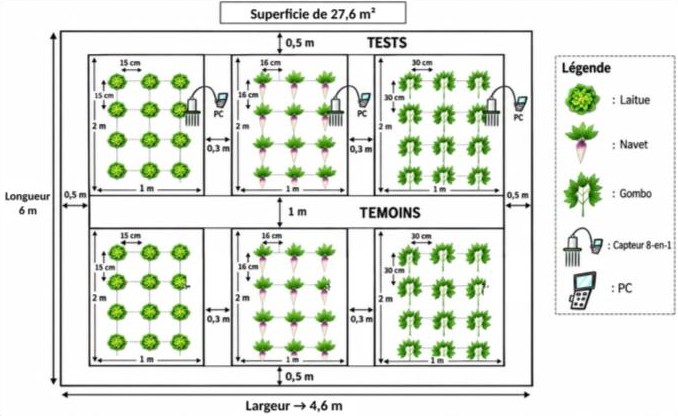 Superficie de 27,6 m²
0,5 m
TESTS
15 cm
16 cm
30 cm
15 cm
16 cm
30 cm
PC
PC
PC
2 m
2 m
2 m
0,3 m
0,3 m
1 m
1 m
1 m
Longueur
6 m
0,5 m
0,5 m
1 m
TEMOINS
15 cm
16 cm
30 cm
15 cm
16 cm
30 cm
2 m
2 m
2 m
0,3 m
0,3 m
1 m
1 m
1 m
0,5 m
Largeur → 4,6 m
Légende
: Laitue
: Navet
: Gombo
: Capteur 8-en-1
: PC